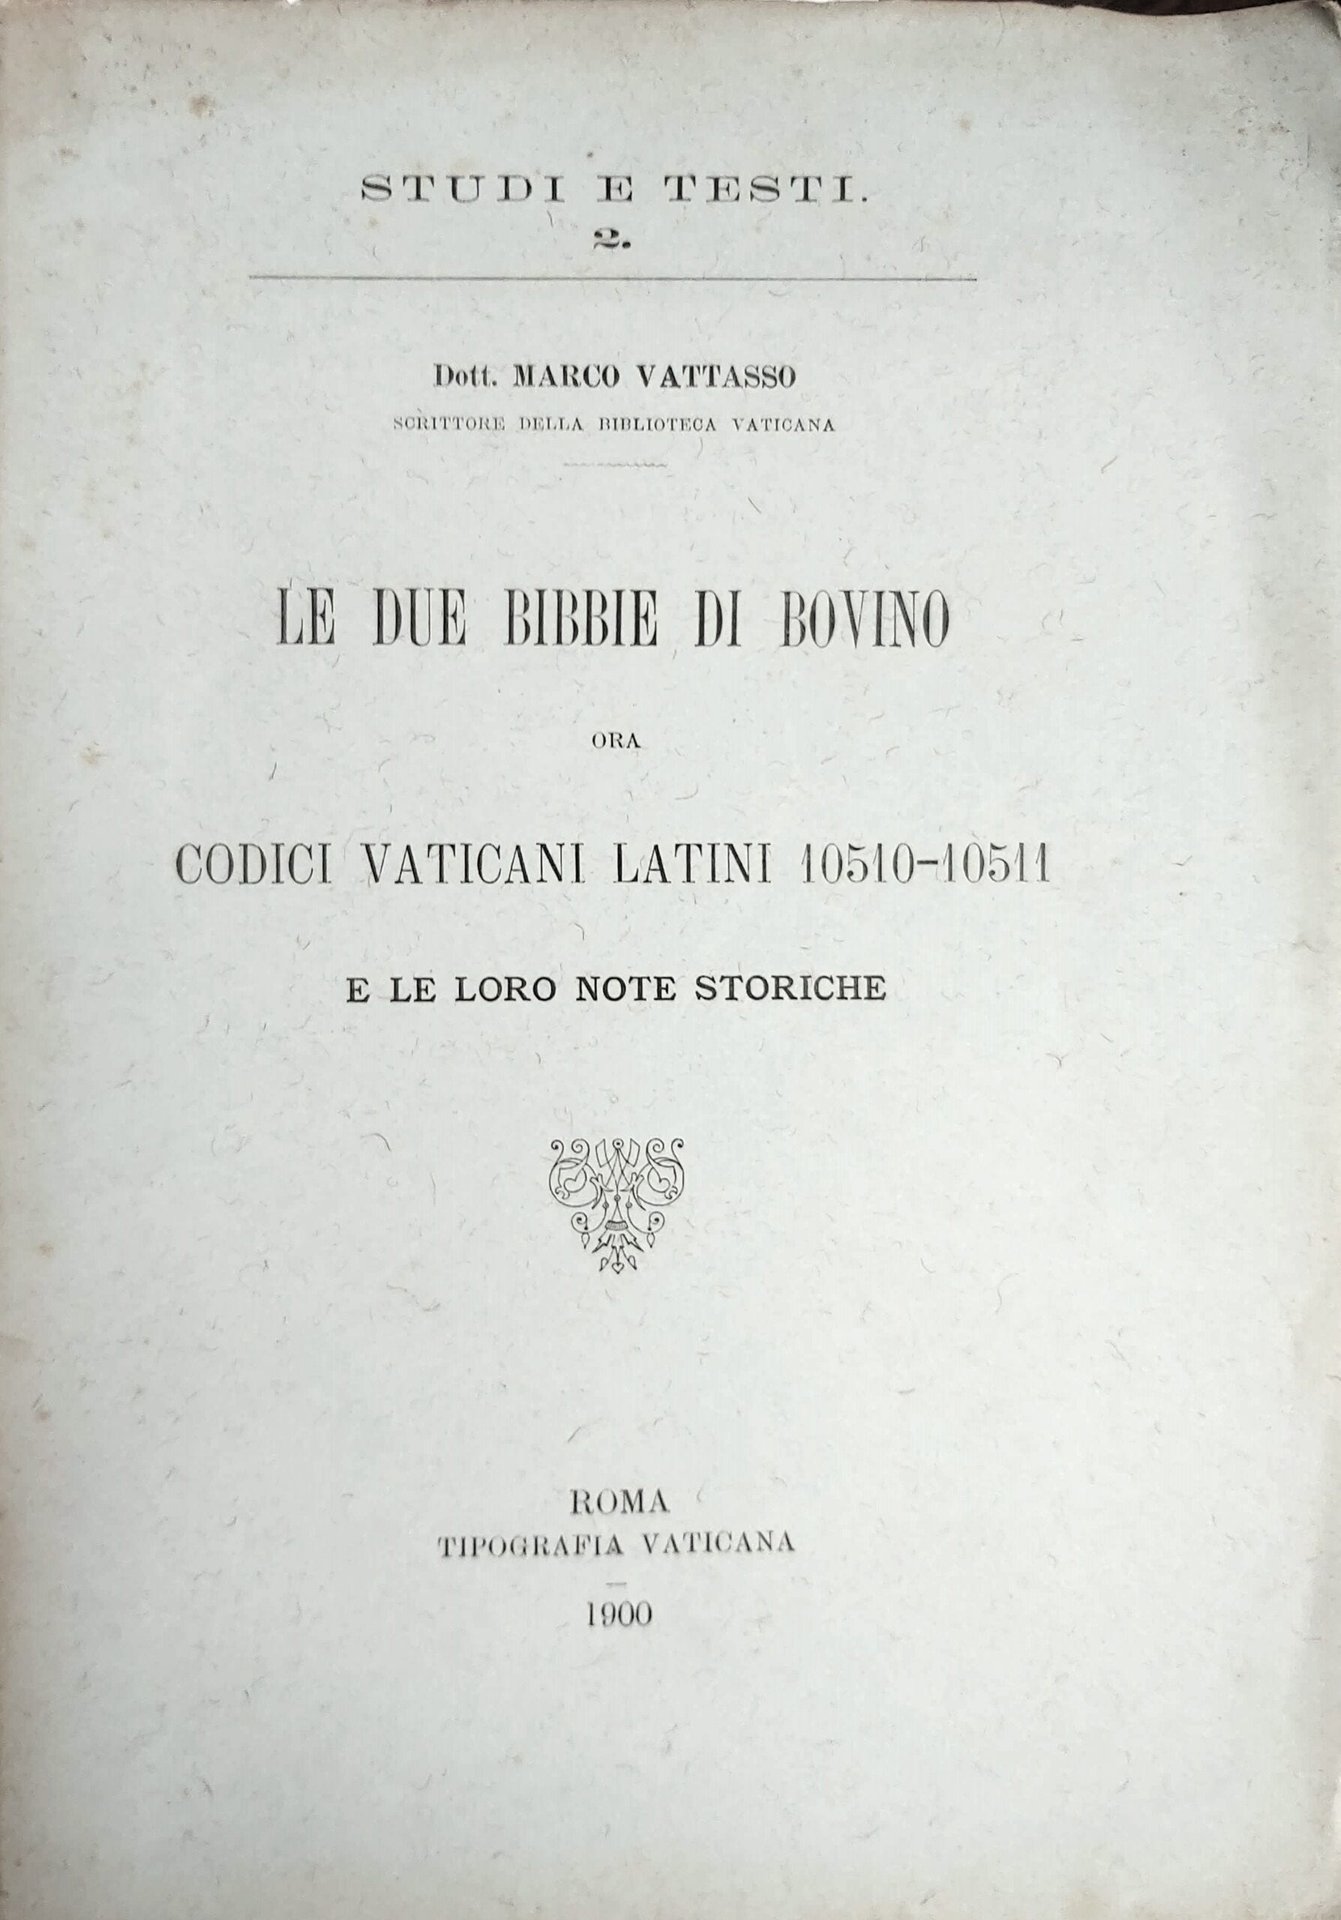 STUDI E TESTI.
2.
Dott. MARCO VATTASSO
SCRITTORE DELLA BIBLIOTECA VATICANA
LE DUE BIBBIE DI BOVINO
ORA
CODICI VATICANI LATINI 10510-10511
E LE LORO NOTE STORICHE
ROMA
TIPOGRAFIA VATICANA
1900